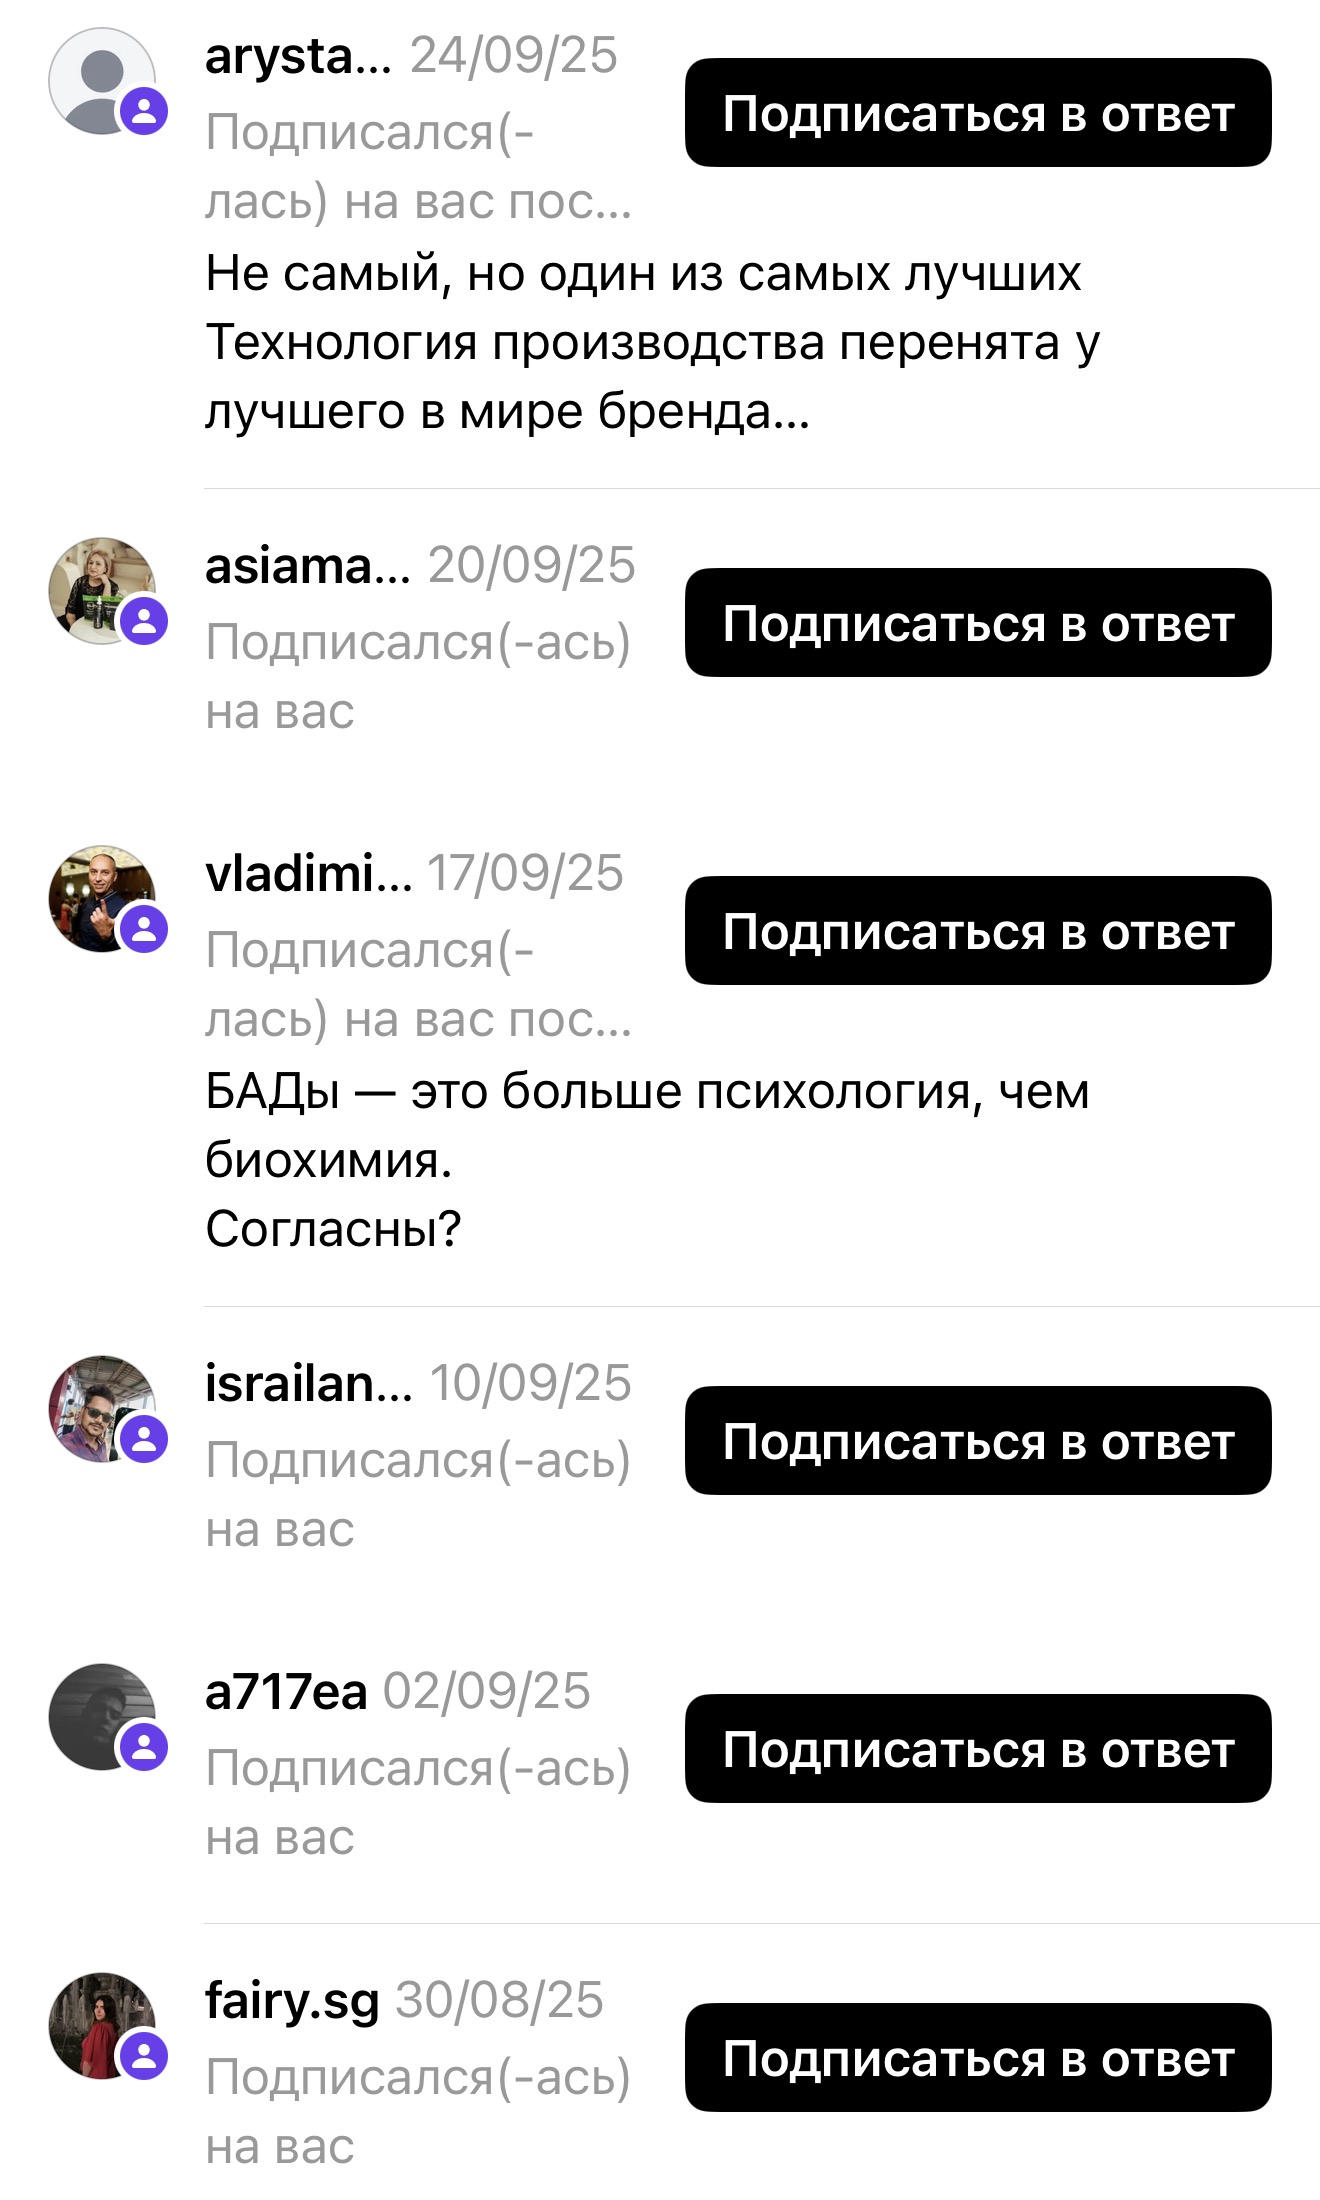 arysta... 24/09/25
Подписаться в ответ
Подписался(-
лась) на вас пос...
Не самый, но один из самых лучших
Технология производства перенята у
лучшего в мире бренда...
asiama... 20/09/25
Подписаться в ответ
Подписался(-ась)
на вас
vladimi... 17/09/25
Подписаться в ответ
Подписался(-
лась) на вас пос...
БАДы — это больше психология, чем
биохимия.
Согласны?
israilan... 10/09/25
Подписаться в ответ
Подписался(-ась)
на вас
a717ea 02/09/25
Подписаться в ответ
Подписался(-ась)
на вас
fairy.sg 30/08/25
Подписаться в ответ
Подписался(-ась)
на вас